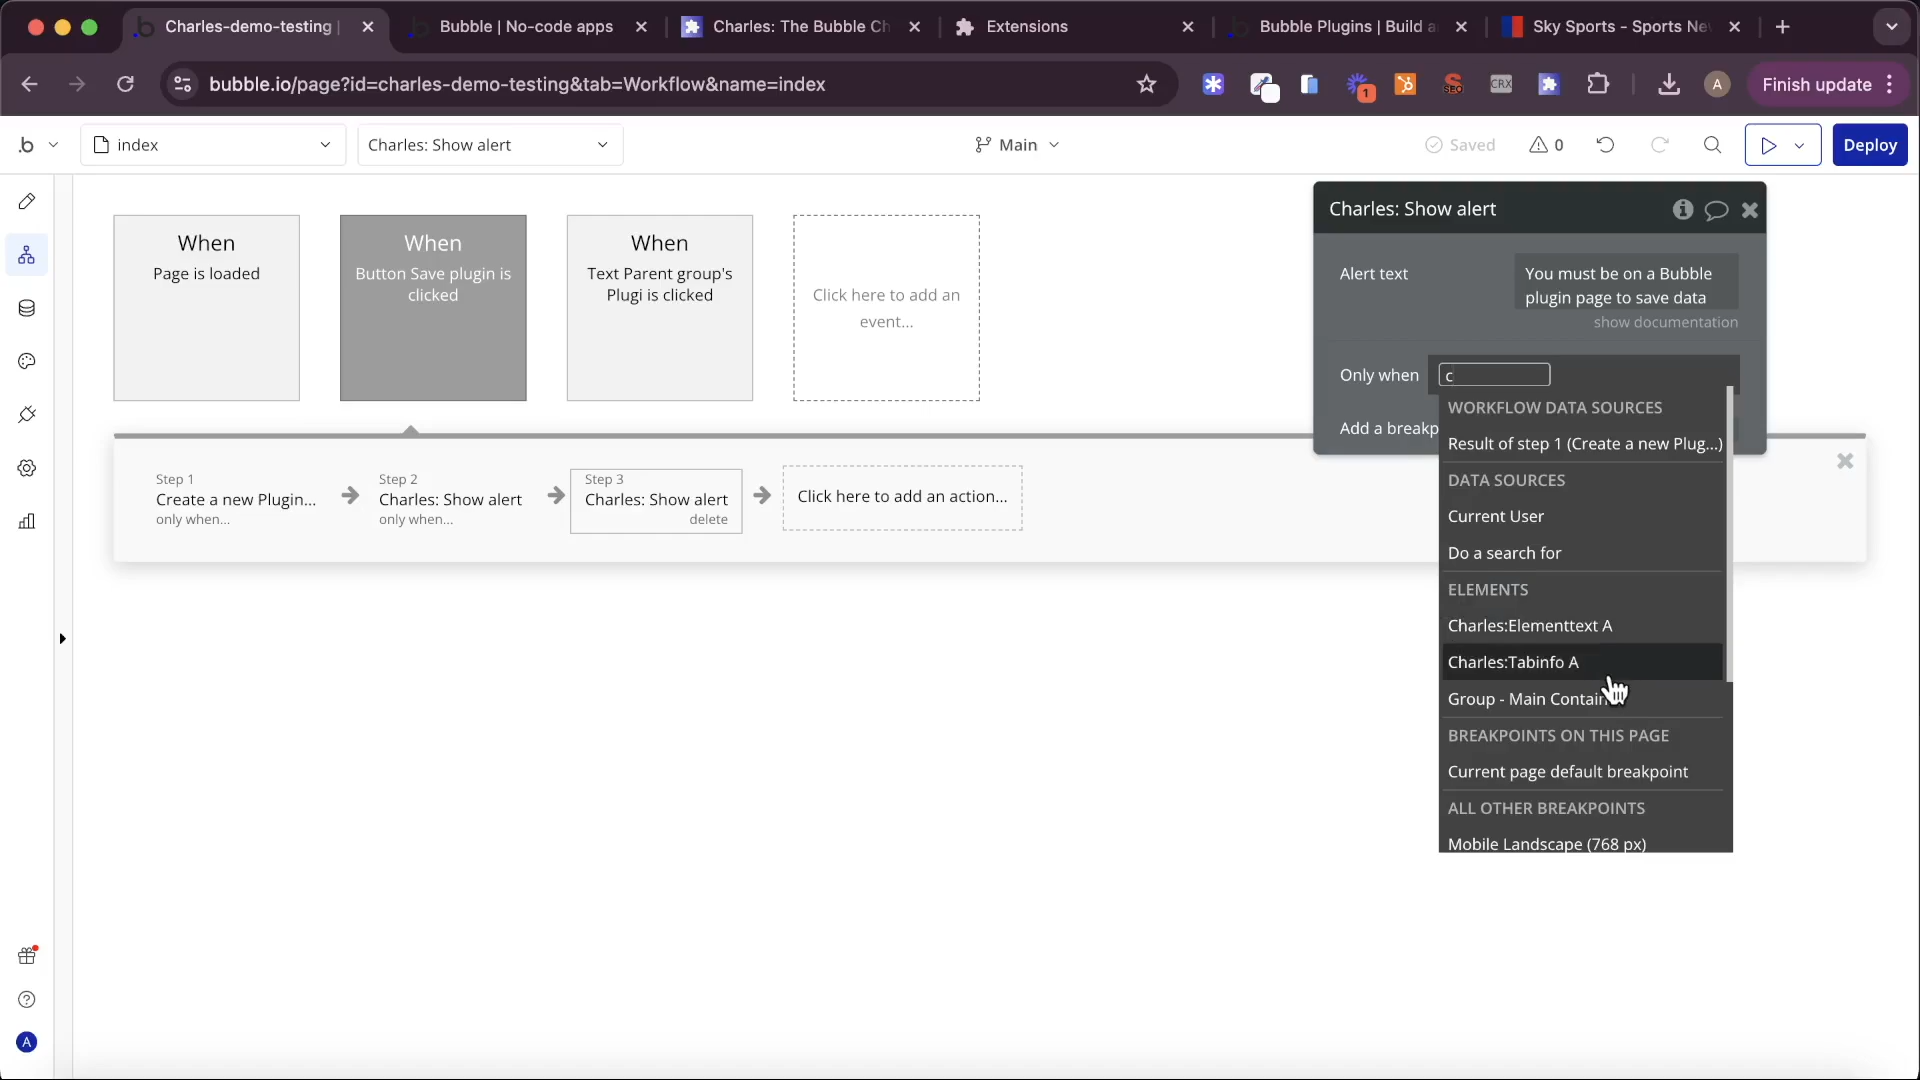 Charles-demo-testing
Bubble | No-code apps
Charles: The Bubble Ch
Extensions
Bubble Plugins | Build a
Sky Sports - Sports Ne
bubble.io/page?id=charles-demo-testing&tab=Workflow&name=index
1
SEO
CRX
A
Finish update
.b
index
Charles: Show alert
Main
Saved
0
Deploy
When
Page is loaded
When
Button Save plugin is
clicked
When
Text Parent group's
Plugi is clicked
Click here to add an
event...
Charles: Show alert
Alert text
You must be on a Bubble
plugin page to save data
show documentation
Only when
c
Add a breakp
WORKFLOW DATA SOURCES
Result of step 1 (Create a new Plug...)
DATA SOURCES
Current User
Do a search for
ELEMENTS
Charles:Elementtext A
Charles:Tabinfo A
Group - Main Contain
BREAKPOINTS ON THIS PAGE
Current page default breakpoint
ALL OTHER BREAKPOINTS
Mobile Landscape (768 px)
Step 1
Create a new Plugin...
only when...
Step 2
Charles: Show alert
only when...
Step 3
Charles: Show alert
delete
Click here to add an action...
A